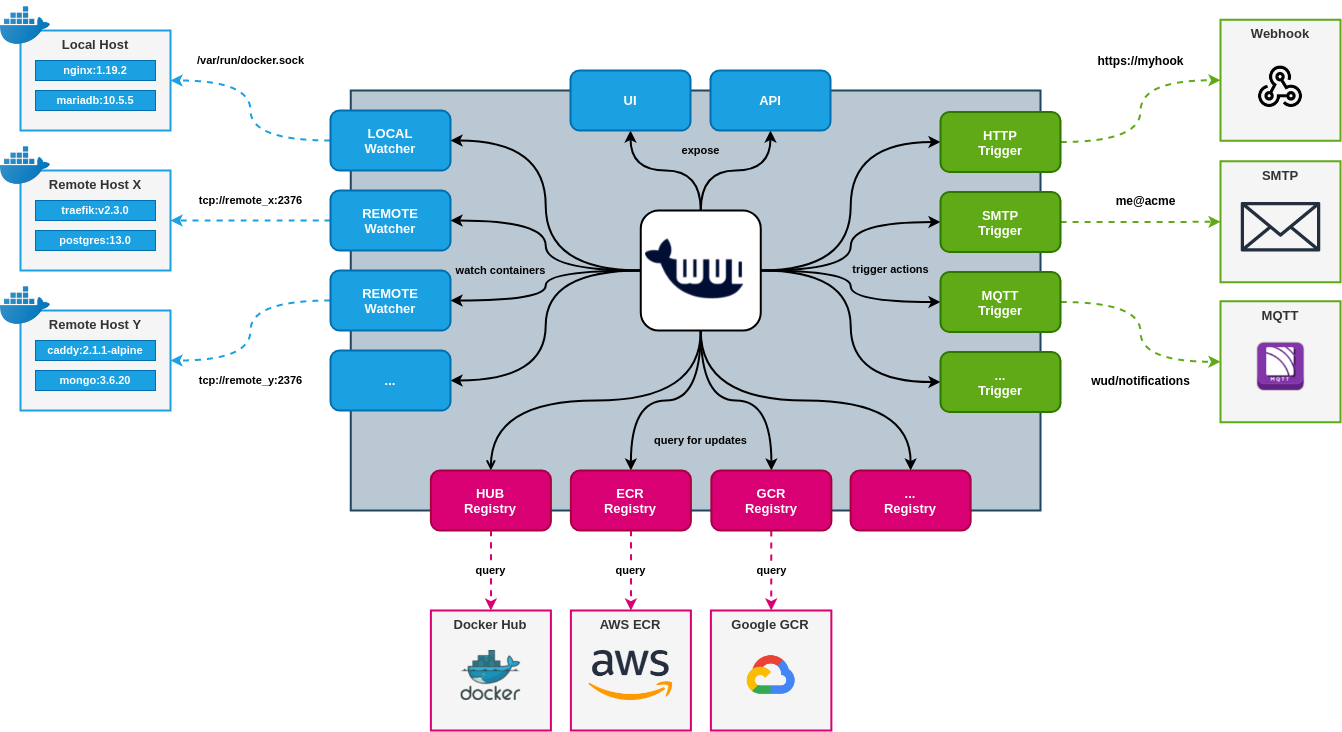 Local Host
nginx:1.19.2
mariadb:10.5.5
/var/run/docker.sock
Remote Host X
traefik:v2.3.0
postgres:13.0
tcp://remote_x:2376
Remote Host Y
caddy:2.1.1-alpine
mongo:3.6.20
tcp://remote_y:2376
LOCAL
Watcher
REMOTE
Watcher
REMOTE
Watcher
...
watch containers
UI
API
expose
wud
trigger actions
query for updates
HTTP
Trigger
SMTP
Trigger
MQTT
Trigger
...
Trigger
https://myhook
me@acme
wud/notifications
Webhook
SMTP
MQTT
MQTT
HUB
Registry
ECR
Registry
GCR
Registry
...
Registry
query
query
query
Docker Hub
docker
AWS ECR
aws
Google GCR